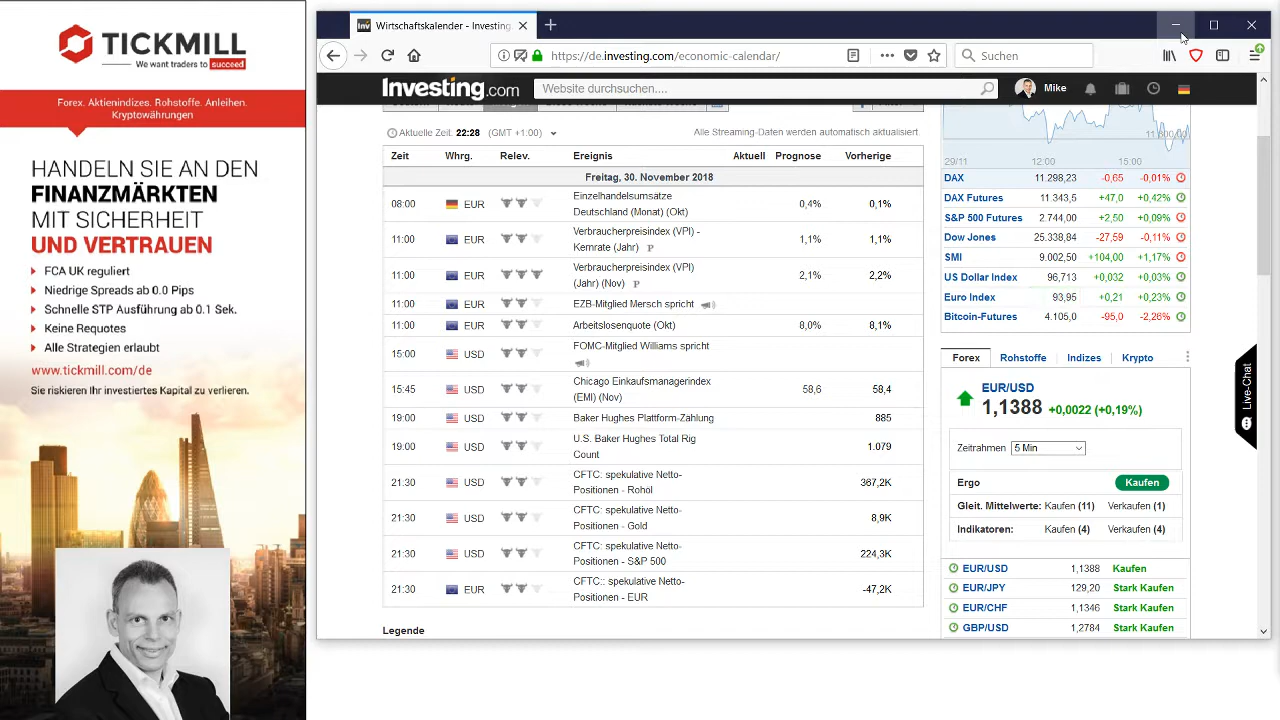 TICKMILL
We want traders to succeed
Forex. Aktienindizes. Rohstoffe. Anleihen.
Kryptowährungen
HANDELN SIE AN DEN
FINANZMÄRKTEN
MIT SICHERHEIT
UND VERTRAUEN
FCA UK reguliert
Niedrige Spreads ab 0.0 Pips
Schnelle STP Ausführung ab 0.1 Sek.
Keine Requotes
Alle Strategien erlaubt
www.tickmill.com/de
Sie riskieren Ihr investiertes Kapital zu verlieren.
Inv Wirtschaftskalender - Investing.
https://de.investing.com/economic-calendar/
Suchen
Investing.com
Website durchsuchen....
Mike
Aktuelle Zeit: 22:28 (GMT +1:00)
Alle Streaming-Daten werden automatisch aktualisiert.
Zeit Whrg. Relev. Ereignis Aktuell Prognose Vorherige
Freitag, 30. November 2018
08:00 EUR Einzelhandelsumsätze
Deutschland (Monat) (Okt) 0,4% 0,1%
11:00 EUR Verbraucherpreisindex (VPI) -
Kernrate (Jahr) P 1,1% 1,1%
11:00 EUR Verbraucherpreisindex (VPI)
(Jahr) (Nov) P 2,1% 2,2%
11:00 EUR EZB-Mitglied Mersch spricht
11:00 EUR Arbeitslosenquote (Okt) 8,0% 8,1%
15:00 USD FOMC-Mitglied Williams spricht
15:45 USD Chicago Einkaufsmanagerindex
(EMI) (Nov) 58,6 58,4
19:00 USD Baker Hughes Plattform-Zählung 885
19:00 USD U.S. Baker Hughes Total Rig
Count 1.079
21:30 USD CFTC: spekulative Netto-
Positionen - Rohöl 367,2K
21:30 USD CFTC: spekulative Netto-
Positionen - Gold 8,9K
21:30 USD CFTC: spekulative Netto-
Positionen - S&P 500 224,3K
21:30 EUR CFTC:: spekulative Netto-
Positionen - EUR -47,2K
Legende
11.800,00
29/11 12:00 15:00
DAX 11.298,23 -0,65 -0,01%
DAX Futures 11.343,5 +47,0 +0,42%
S&P 500 Futures 2.744,00 +2,50 +0,09%
Dow Jones 25.338,84 -27,59 -0,11%
SMI 9.002,50 +104,00 +1,17%
US Dollar Index 96,713 +0,032 +0,03%
Euro Index 93,95 +0,21 +0,23%
Bitcoin-Futures 4.105,0 -95,0 -2,26%
Forex Rohstoffe Indizes Krypto
EUR/USD
1,1388 +0,0022 (+0,19%)
Zeitrahmen 5 Min
Ergo Kaufen
Gleit. Mittelwerte: Kaufen (11) Verkaufen (1)
Indikatoren: Kaufen (4) Verkaufen (4)
EUR/USD 1,1388 Kaufen
EUR/JPY 129,20 Stark Kaufen
EUR/CHF 1,1346 Stark Kaufen
GBP/USD 1,2784 Stark Kaufen
Live-Chat